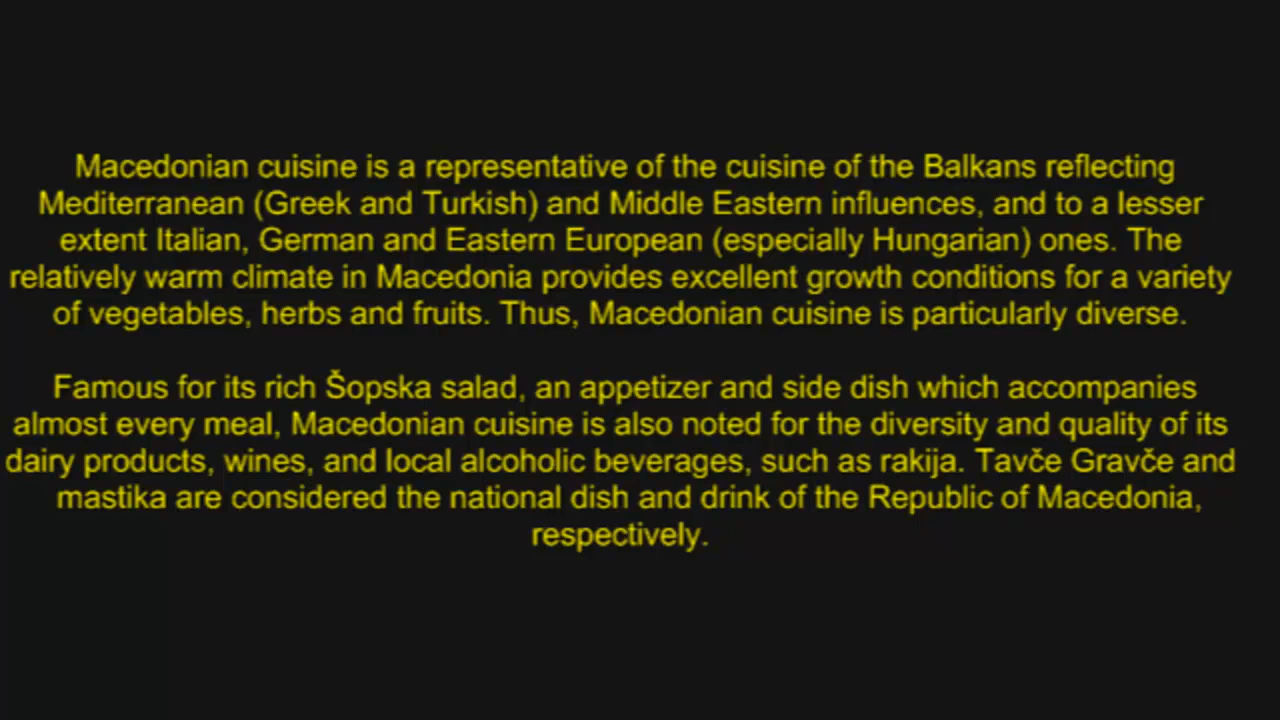 Macedonian cuisine is a representative of the cuisine of the Balkans reflecting
Mediterranean (Greek and Turkish) and Middle Eastern influences, and to a lesser
extent Italian, German and Eastern European (especially Hungarian) ones. The
relatively warm climate in Macedonia provides excellent growth conditions for a variety
of vegetables, herbs and fruits. Thus, Macedonian cuisine is particularly diverse.
Famous for its rich Šopska salad, an appetizer and side dish which accompanies
almost every meal, Macedonian cuisine is also noted for the diversity and quality of its
dairy products, wines, and local alcoholic beverages, such as rakija. Tavče Gravče and
mastika are considered the national dish and drink of the Republic of Macedonia,
respectively.